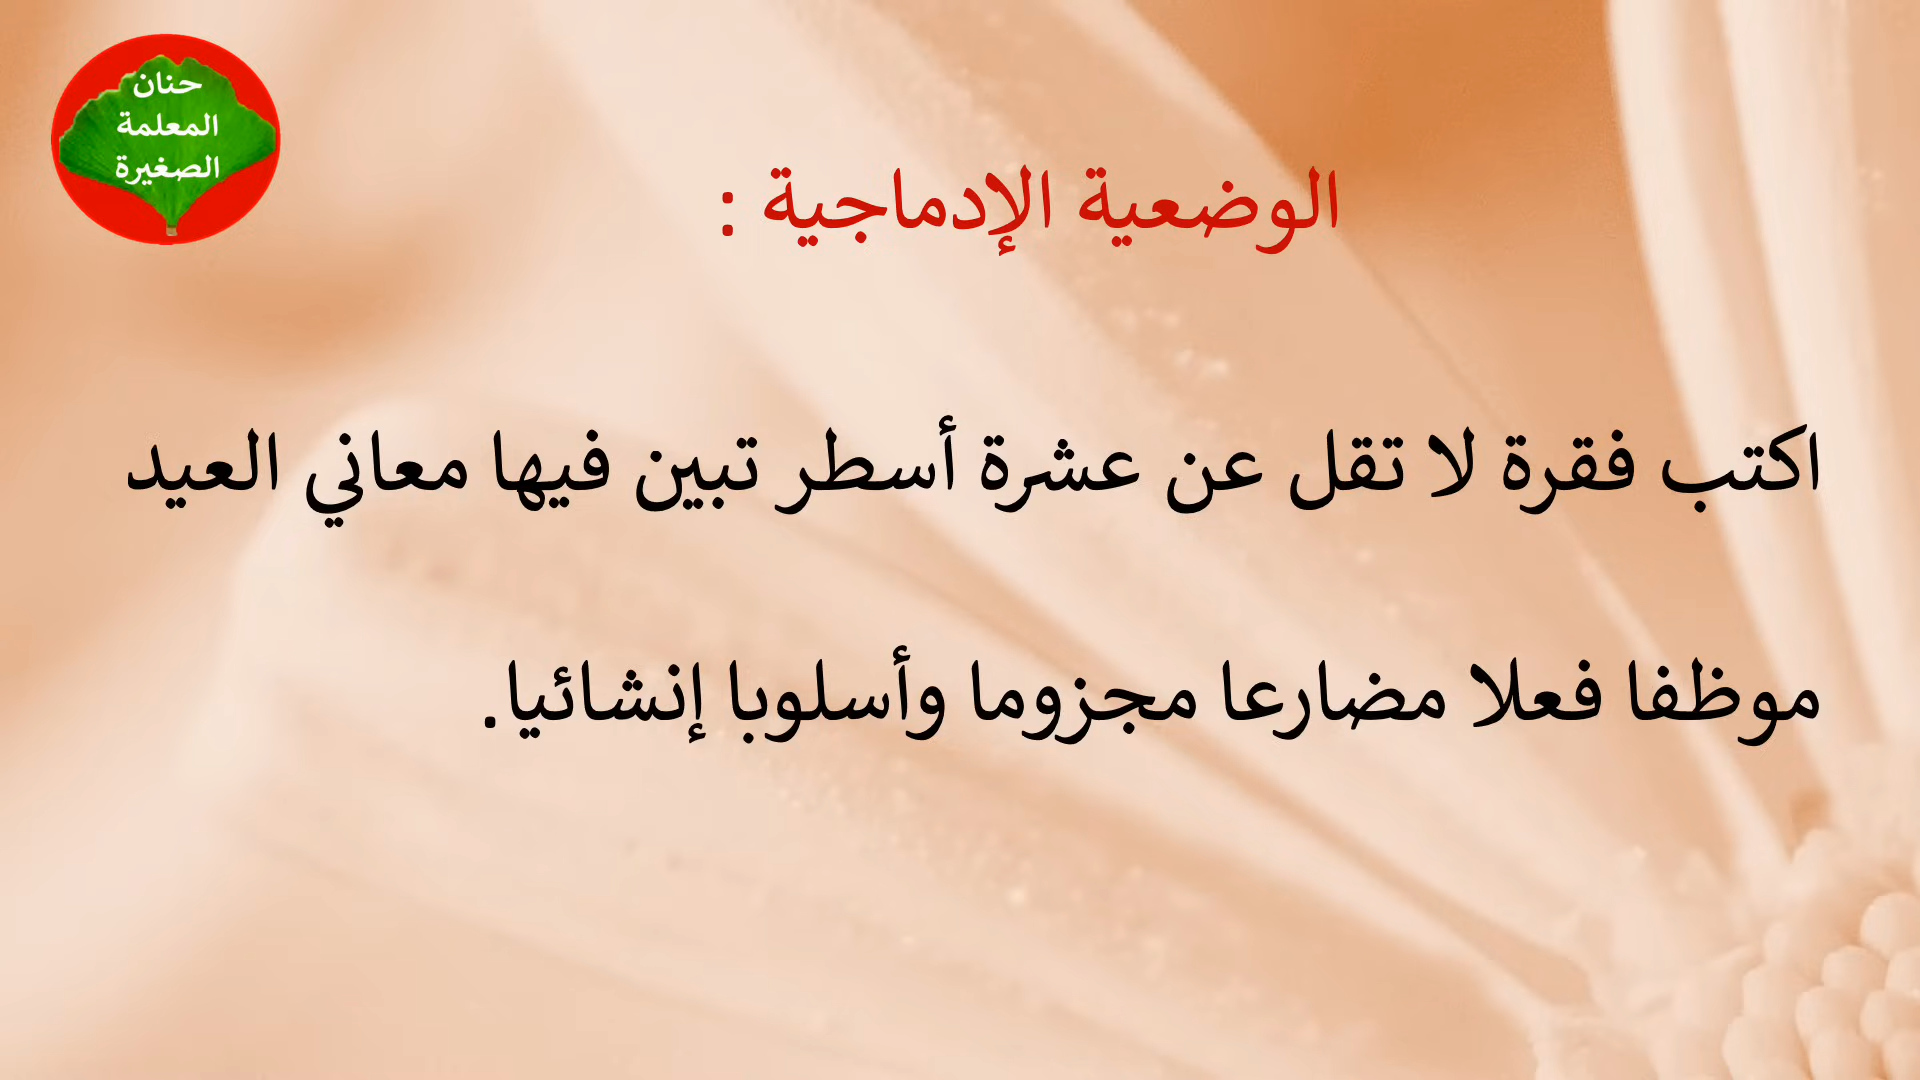 حنان
المعلمة
الصغيرة
الوضعية الإدماجية :
اكتب فقرة لا تقل عن عشرة أسطر تبين فيها معاني العيد
موظفا فعلا مضارعا مجزوما وأسلوبا إنشائيا.